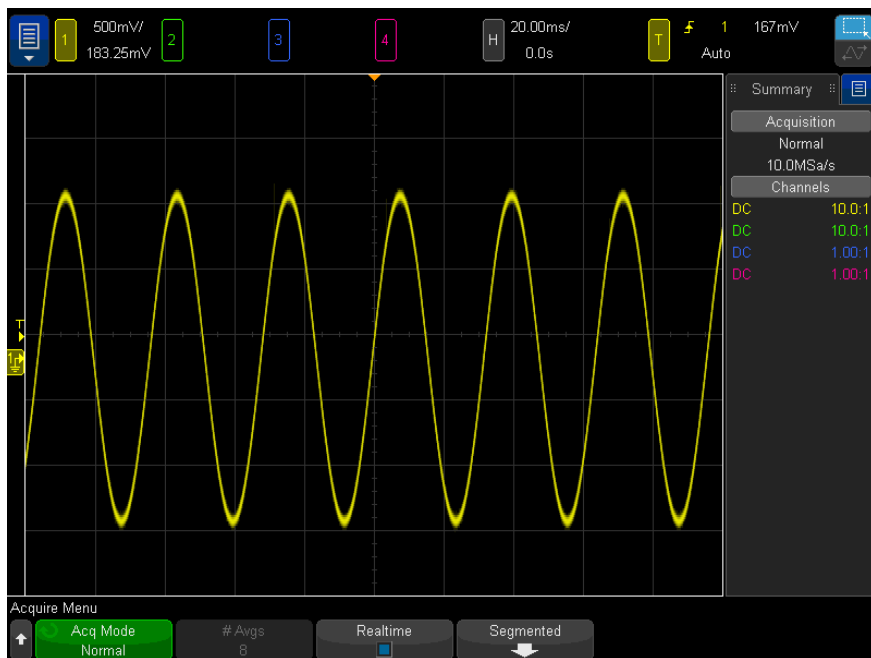 1 500mV/ 183.25mV 2 3 4 H 20.00ms/ 0.0s T 1 167mV Auto
Summary
Acquisition
Normal
10.0MSa/s
Channels
DC 10.0:1
DC 10.0:1
DC 1.00:1
DC 1.00:1
T
1
Acquire Menu
Acq Mode
Normal
# Avgs
8
Realtime
Segmented